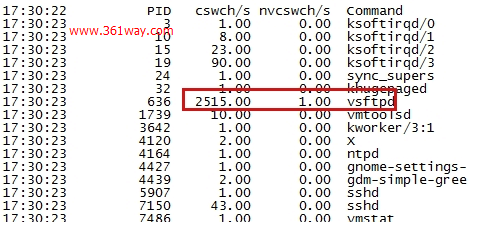 17:30:22 PID cswch/s nvcswch/s Command
17:30:23 3 1.00 0.00 ksoftirqd/0
www.361way.com
17:30:23 10 8.00 0.00 ksoftirqd/1
17:30:23 15 23.00 0.00 ksoftirqd/2
17:30:23 19 90.00 0.00 ksoftirqd/3
17:30:23 24 1.00 0.00 sync_supers
17:30:23 32 1.00 0.00 khugepaged
17:30:23 636 2515.00 1.00 vsftpd
17:30:23 1739 10.00 0.00 vmtoolsd
17:30:23 3642 1.00 0.00 kworker/3:1
17:30:23 4120 2.00 0.00 X
17:30:23 4164 1.00 0.00 ntpd
17:30:23 4427 1.00 0.00 gnome-settings-
17:30:23 4439 2.00 0.00 gdm-simple-gree
17:30:23 5907 1.00 0.00 sshd
17:30:23 7150 43.00 0.00 sshd
17:30:23 7486 1.00 0.00 vmstat